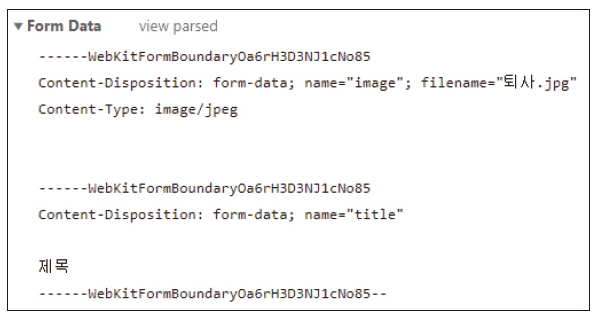 ▼ Form Data view parsed
------WebKitFormBoundaryOa6rH3D3NJ1cNo85
Content-Disposition: form-data; name="image"; filename="퇴사.jpg"
Content-Type: image/jpeg
------WebKitFormBoundaryOa6rH3D3NJ1cNo85
Content-Disposition: form-data; name="title"
제목
------WebKitFormBoundaryOa6rH3D3NJ1cNo85--